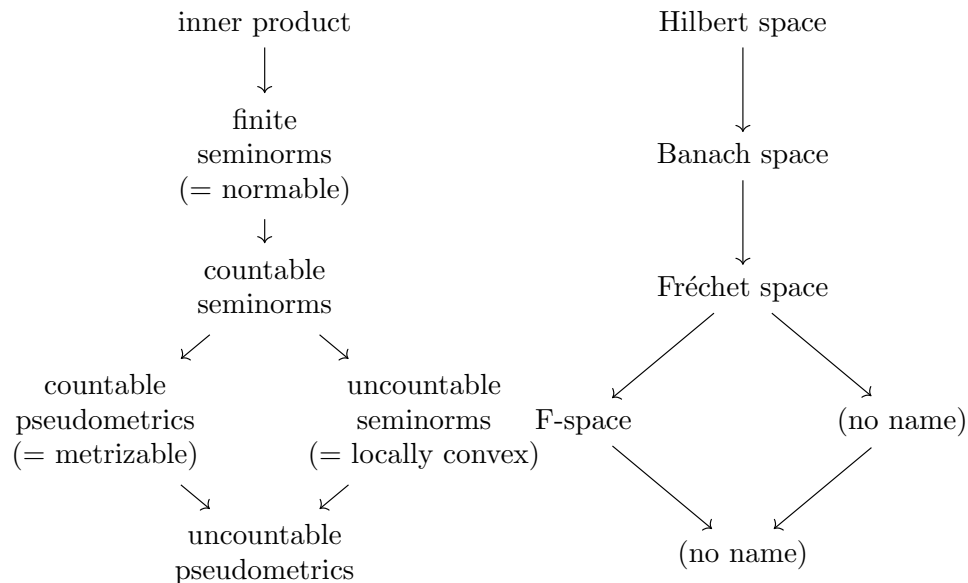 inner product
finite
seminorms
(= normable)
countable
seminorms
countable
pseudometrics
(= metrizable)
uncountable
seminorms
(= locally convex)
uncountable
pseudometrics
Hilbert space
Banach space
Fréchet space
F-space
(no name)
(no name)